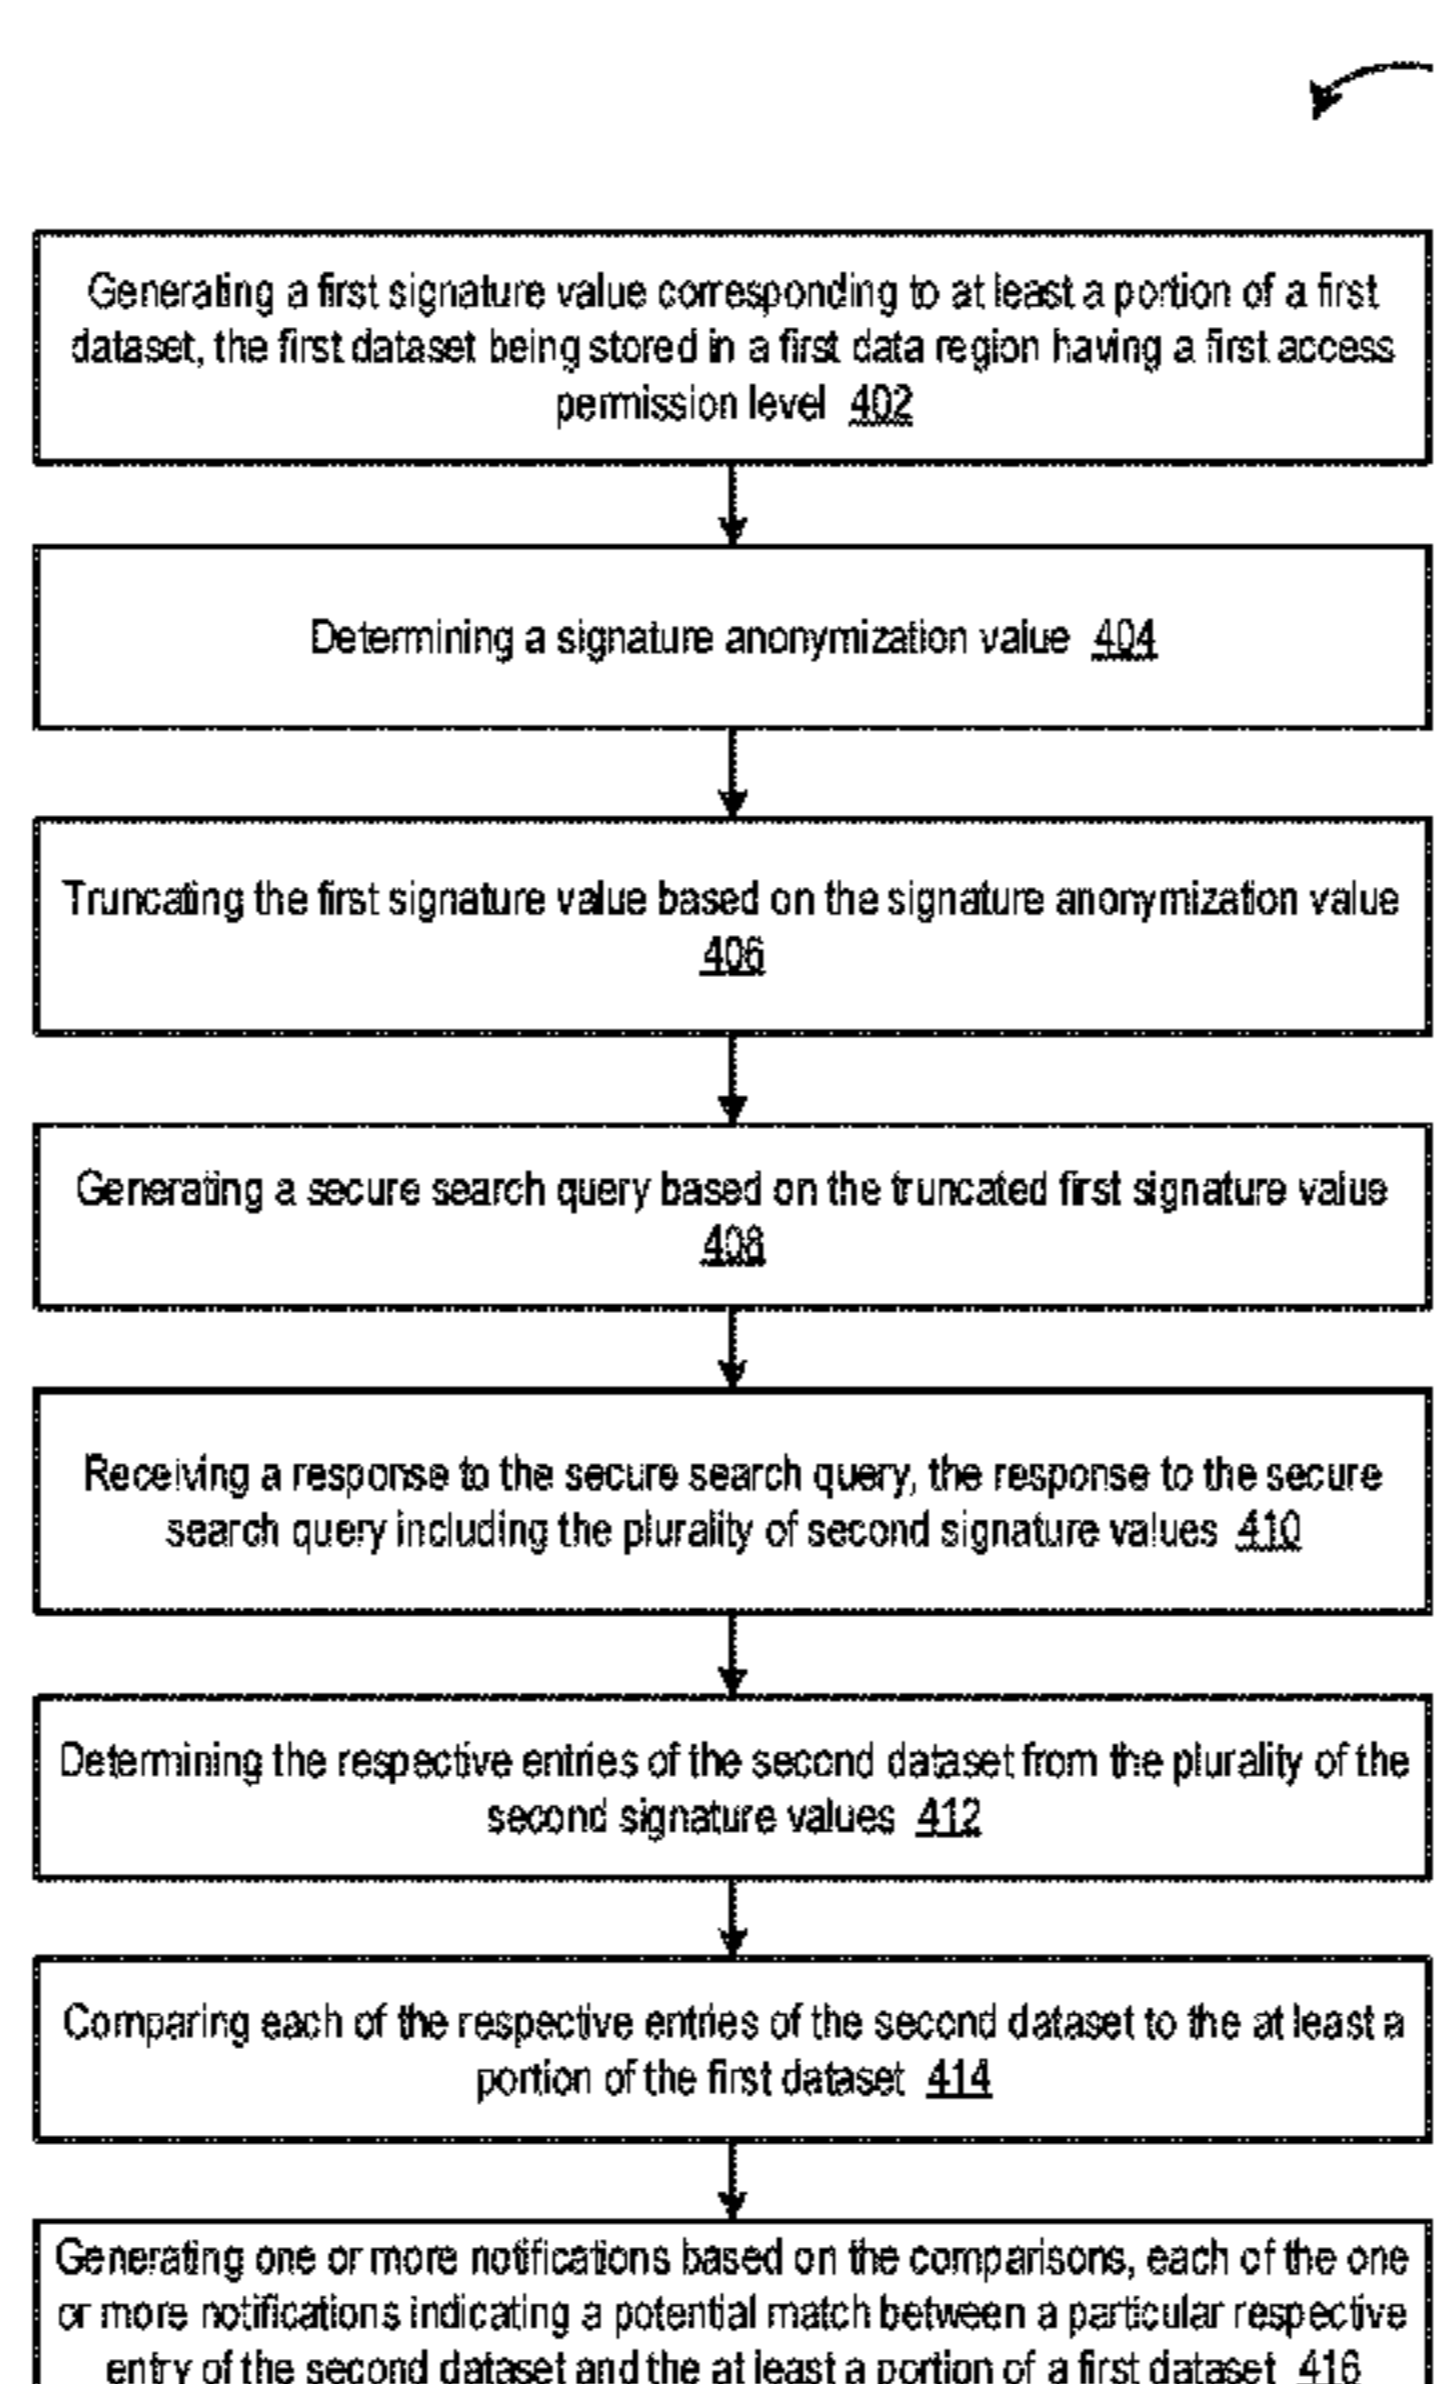 Generating a first signature value corresponding to at least a portion of a first
dataset, the first dataset being stored in a first data region having a first access
permission level 402
Determining a signature anonymization value 404
Truncating the first signature value based on the signature anonymization value
406
Generating a secure search query based on the truncated first signature value
408
Receiving a response to the secure search query, the response to the secure
search query including the plurality of second signature values 410
Determining the respective entries of the second dataset from the plurality of the
second signature values 412
Comparing each of the respective entries of the second dataset to the at least a
portion of the first dataset 414
Generating one or more notifications based on the comparisons, each of the one
or more notifications indicating a potential match between a particular respective
entry of the second dataset and the at least a portion of a first dataset 416